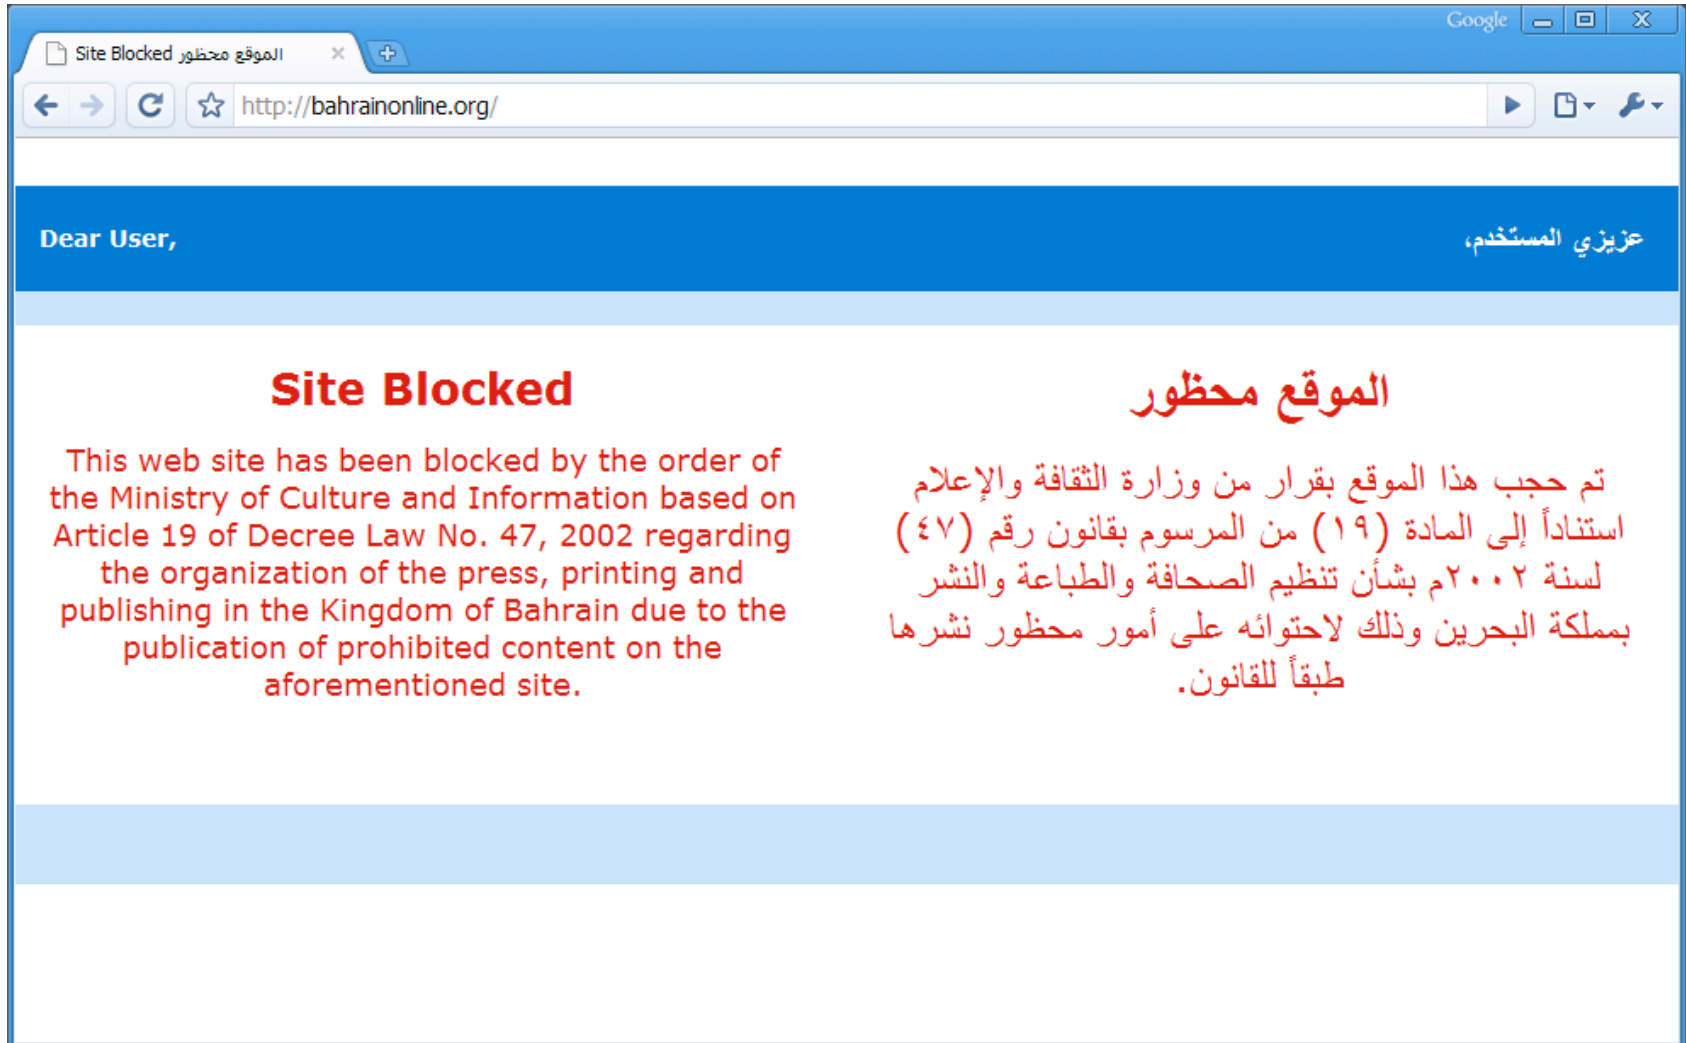 Google
Site Blocked الموقع محظور
http://bahrainonline.org/
Dear User,
عزيزي المستخدم،
Site Blocked
This web site has been blocked by the order of
the Ministry of Culture and Information based on
Article 19 of Decree Law No. 47, 2002 regarding
the organization of the press, printing and
publishing in the Kingdom of Bahrain due to the
publication of prohibited content on the
aforementioned site.
الموقع محظور
تم حجب هذا الموقع بقرار من وزارة الثقافة والإعلام
استناداً إلى المادة (١٩) من المرسوم بقانون رقم (٤٧)
لسنة ٢٠٠٢م بشأن تنظيم الصحافة والطباعة والنشر
بمملكة البحرين وذلك لاحتوائه على أمور محظور نشرها
طبقاً للقانون.